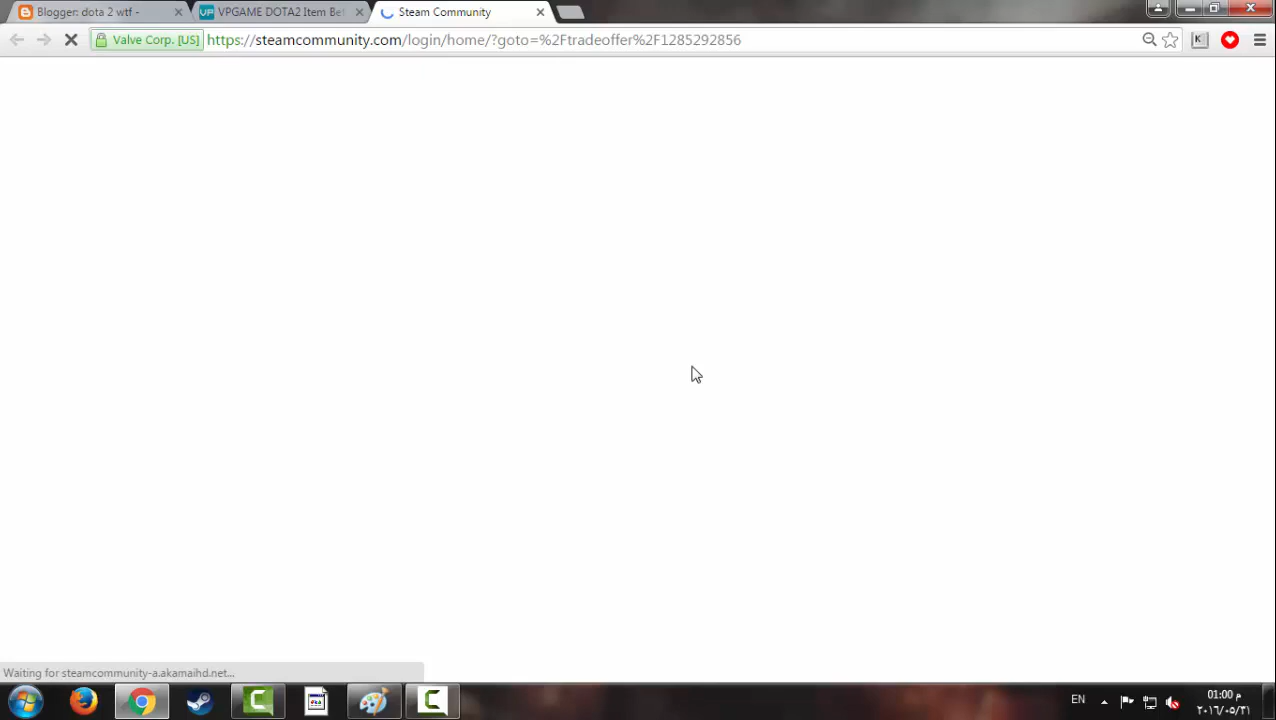 Blogger: dota 2 wtf -
VPGAME DOTA2 Item Bet
Steam Community
Valve Corp. [US]
https://steamcommunity.com/login/home/?goto=%2Ftradeoffer%2F1285292856
K
Waiting for steamcommunity-a.akamaihd.net...
EN
01:00 م
٢٠١٦/٠٥/٣١